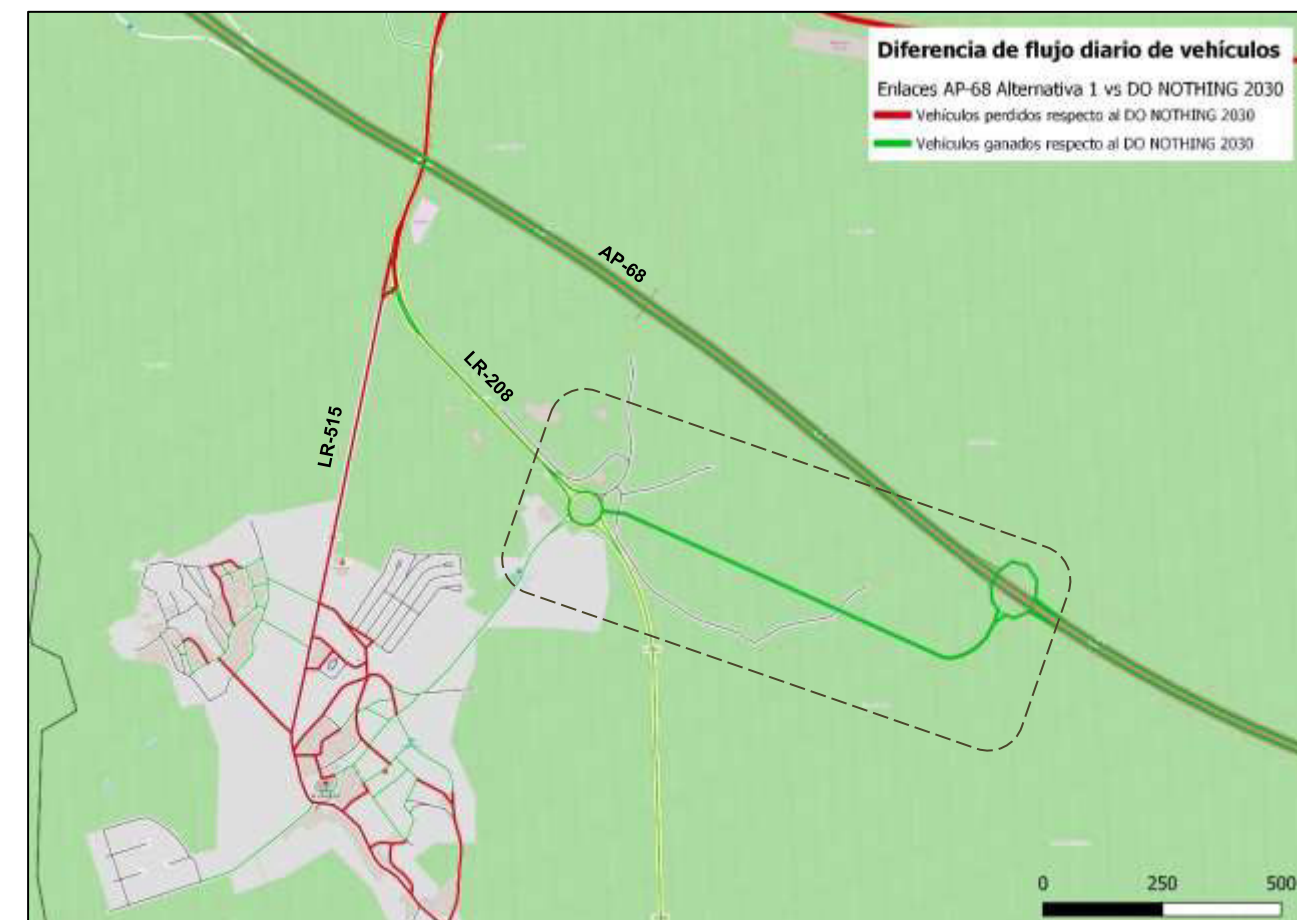 Diferencia de flujo diario de vehículos
Enlaces AP-68 Alternativa 1 vs DO NOTHING 2030
Vehículos perdidos respecto al DO NOTHING 2030
Vehículos ganados respecto al DO NOTHING 2030
AP-68
LR-208
LR-515
0 250 500